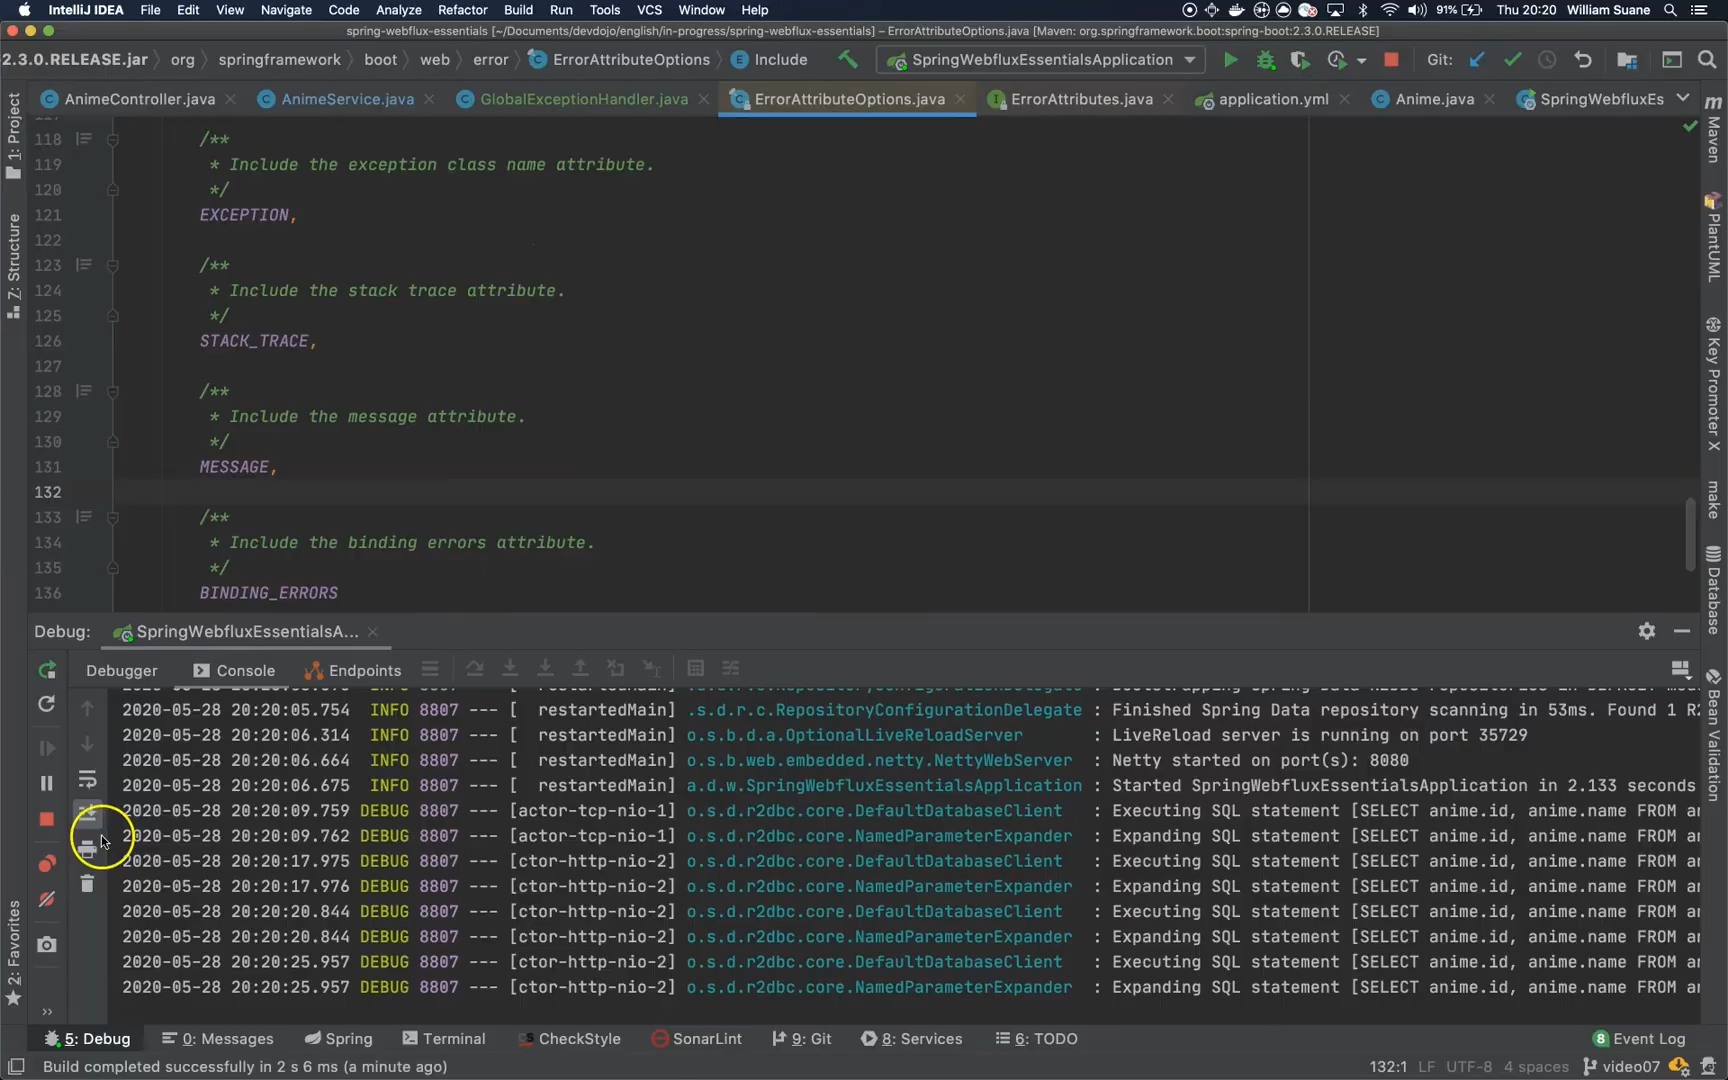 IntelliJ IDEA File Edit View Navigate Code Analyze Refactor Build Run Tools VCS Window Help 91% Thu 20:20 William Suane
spring-webflux-essentials [~/Documents/devdojo/english/in-progress/spring-webflux-essentials] – ErrorAttributeOptions.java [Maven: org.springframework.boot:spring-boot:2.3.0.RELEASE]
2.3.0.RELEASE.jar org springframework boot web error ErrorAttributeOptions Include SpringWebfluxEssentialsApplication Git:
AnimeController.java AnimeService.java GlobalExceptionHandler.java ErrorAttributeOptions.java ErrorAttributes.java application.yml Anime.java SpringWebfluxEs
118 /**
119 * Include the exception class name attribute.
120 */
121 EXCEPTION,
122
123 /**
124 * Include the stack trace attribute.
125 */
126 STACK_TRACE,
127
128 /**
129 * Include the message attribute.
130 */
131 MESSAGE,
132
133 /**
134 * Include the binding errors attribute.
135 */
136 BINDING_ERRORS
1: Project
7: Structure
2: Favorites
Maven
PlantUML
Key Promoter X
make
Database
Bean Validation
Debug: SpringWebfluxEssentialsA...
Debugger Console Endpoints
2020-05-28 20:20:05.754 INFO 8807 --- [ restartedMain] .s.d.r.c.RepositoryConfigurationDelegate : Finished Spring Data repository scanning in 53ms. Found 1 R2
2020-05-28 20:20:06.314 INFO 8807 --- [ restartedMain] o.s.b.d.a.OptionalLiveReloadServer : LiveReload server is running on port 35729
2020-05-28 20:20:06.664 INFO 8807 --- [ restartedMain] o.s.b.web.embedded.netty.NettyWebServer : Netty started on port(s): 8080
2020-05-28 20:20:06.675 INFO 8807 --- [ restartedMain] a.d.w.SpringWebfluxEssentialsApplication : Started SpringWebfluxEssentialsApplication in 2.133 seconds
2020-05-28 20:20:09.759 DEBUG 8807 --- [actor-tcp-nio-1] o.s.d.r2dbc.core.DefaultDatabaseClient : Executing SQL statement [SELECT anime.id, anime.name FROM an
2020-05-28 20:20:09.762 DEBUG 8807 --- [actor-tcp-nio-1] o.s.d.r2dbc.core.NamedParameterExpander : Expanding SQL statement [SELECT anime.id, anime.name FROM an
2020-05-28 20:20:17.975 DEBUG 8807 --- [ctor-http-nio-2] o.s.d.r2dbc.core.DefaultDatabaseClient : Executing SQL statement [SELECT anime.id, anime.name FROM an
2020-05-28 20:20:17.976 DEBUG 8807 --- [ctor-http-nio-2] o.s.d.r2dbc.core.NamedParameterExpander : Expanding SQL statement [SELECT anime.id, anime.name FROM an
2020-05-28 20:20:20.844 DEBUG 8807 --- [ctor-http-nio-2] o.s.d.r2dbc.core.DefaultDatabaseClient : Executing SQL statement [SELECT anime.id, anime.name FROM an
2020-05-28 20:20:20.844 DEBUG 8807 --- [ctor-http-nio-2] o.s.d.r2dbc.core.NamedParameterExpander : Expanding SQL statement [SELECT anime.id, anime.name FROM an
2020-05-28 20:20:25.957 DEBUG 8807 --- [ctor-http-nio-2] o.s.d.r2dbc.core.DefaultDatabaseClient : Executing SQL statement [SELECT anime.id, anime.name FROM an
2020-05-28 20:20:25.957 DEBUG 8807 --- [ctor-http-nio-2] o.s.d.r2dbc.core.NamedParameterExpander : Expanding SQL statement [SELECT anime.id, anime.name FROM an
5: Debug 0: Messages Spring Terminal CheckStyle SonarLint 9: Git 8: Services 6: TODO 8 Event Log
Build completed successfully in 2 s 6 ms (a minute ago) 132:1 LF UTF-8 4 spaces video07